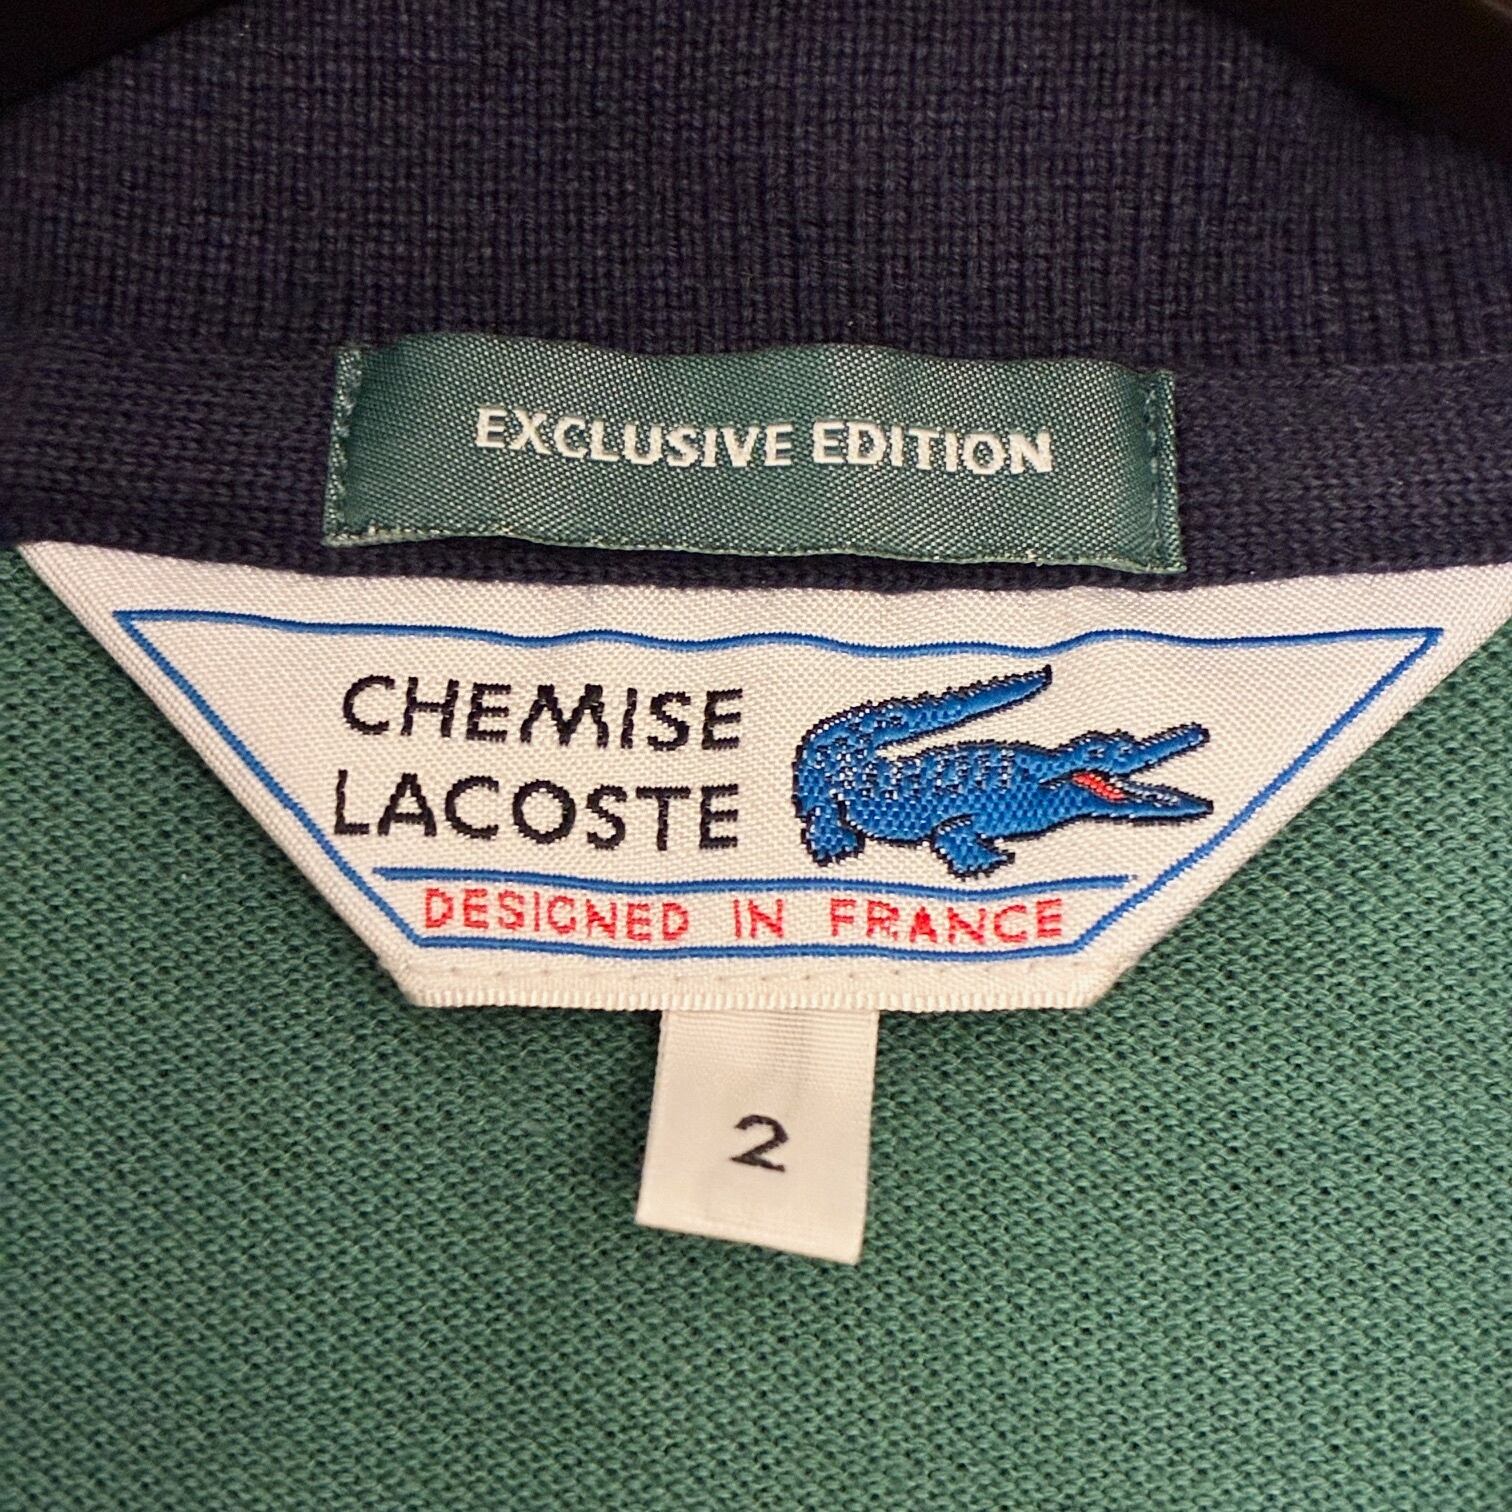 EXCLUSIVE EDITION
CHEMISE
LACOSTE
DESIGNED IN FRANCE
2